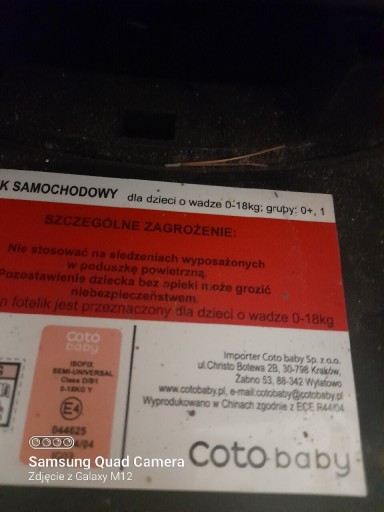 K SAMOCHODOWY dla dzieci o wadze 0-18kg; grupy: 0+, 1
SZCZEGÓLNE ZAGROŻENIE:
Nie stosować na siedzeniach wyposażonych
w poduszkę powietrzną.
Pozostawienie dziecka bez opieki może grozić
niebezpieczeństwem.
n fotelik jest przeznaczony dla dzieci o wadze 0-18kg
coto
baby
ISOFIX
SEMI-UNIVERSAL
Class D/B1
0-18KG Y
E4
044625
/04
Importer Coto baby Sp. z o.o.
ul.Christo Botewa 2B, 30-798 Kraków,
Żabno 53, 88-342 Wylatowo
www.cotobaby.pl, e-mail:cotobaby@cotobaby.pl
Wyprodukowano w Chinach zgodnie z ECE R44/04
coto baby
Samsung Quad Camera
Zdjęcie z Galaxy M12